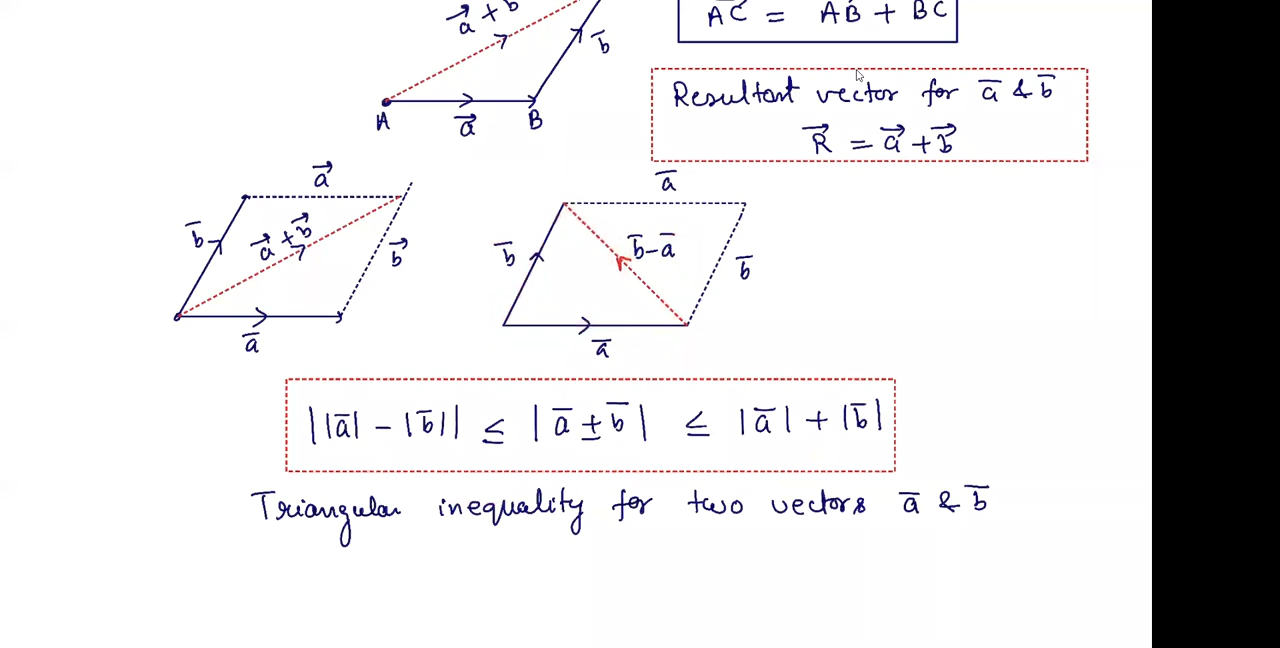 a⃗ + b⃗
AC = AB + BC
b̅
Resultant vector for a̅ & b̅
R⃗ = a⃗ + b⃗
A
a⃗
B
a⃗
a̅
b̅
a⃗ + b⃗
b⃗
b̅
b̅ - a̅
b̅
a̅
a̅
||a̅| - |b̅|| ≤ |a̅ ± b̅| ≤ |a̅| + |b̅|
Triangular inequality for two vectors a̅ & b̅